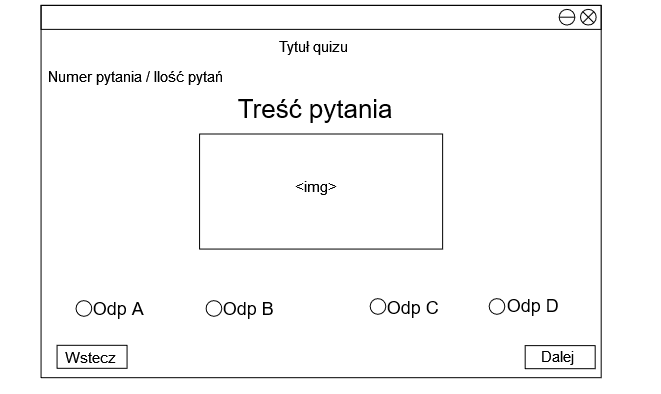 Tytuł quizu
Numer pytania / Ilość pytań
Treść pytania
<img>
Odp A Odp B Odp C Odp D
Wstecz Dalej